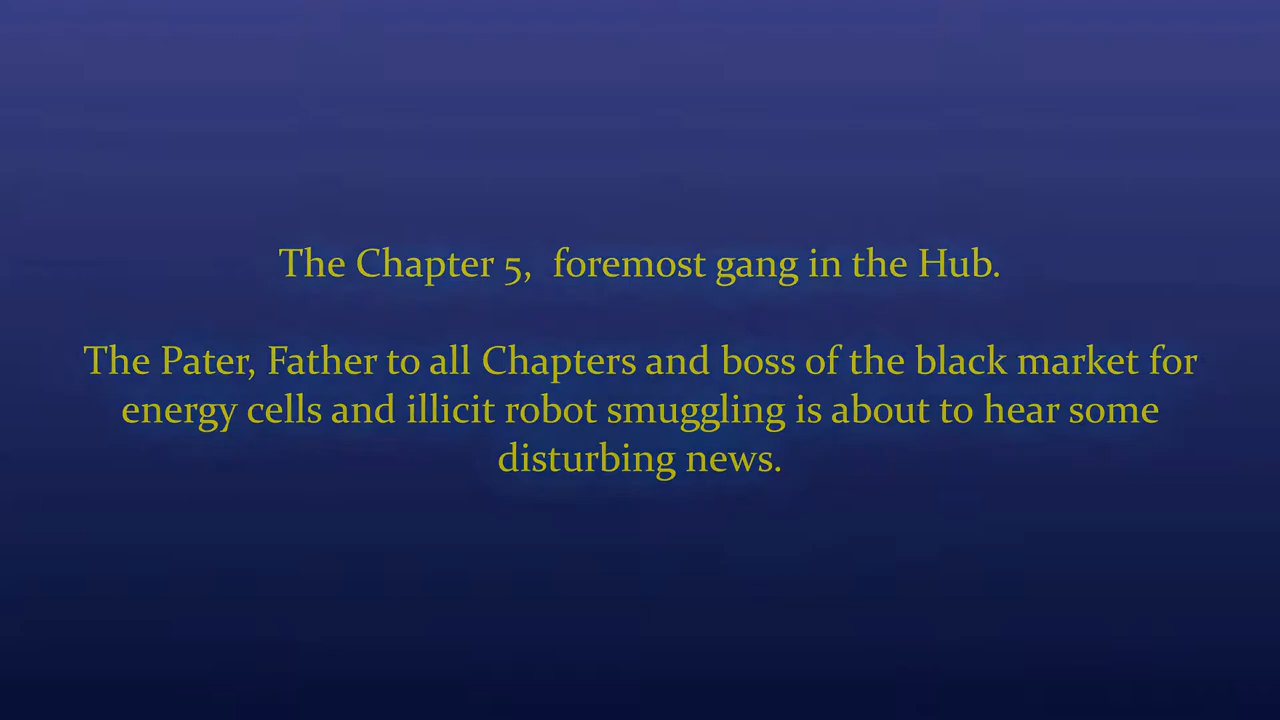 The Chapter 5,  foremost gang in the Hub.
The Pater, Father to all Chapters and boss of the black market for
energy cells and illicit robot smuggling is about to hear some
disturbing news.